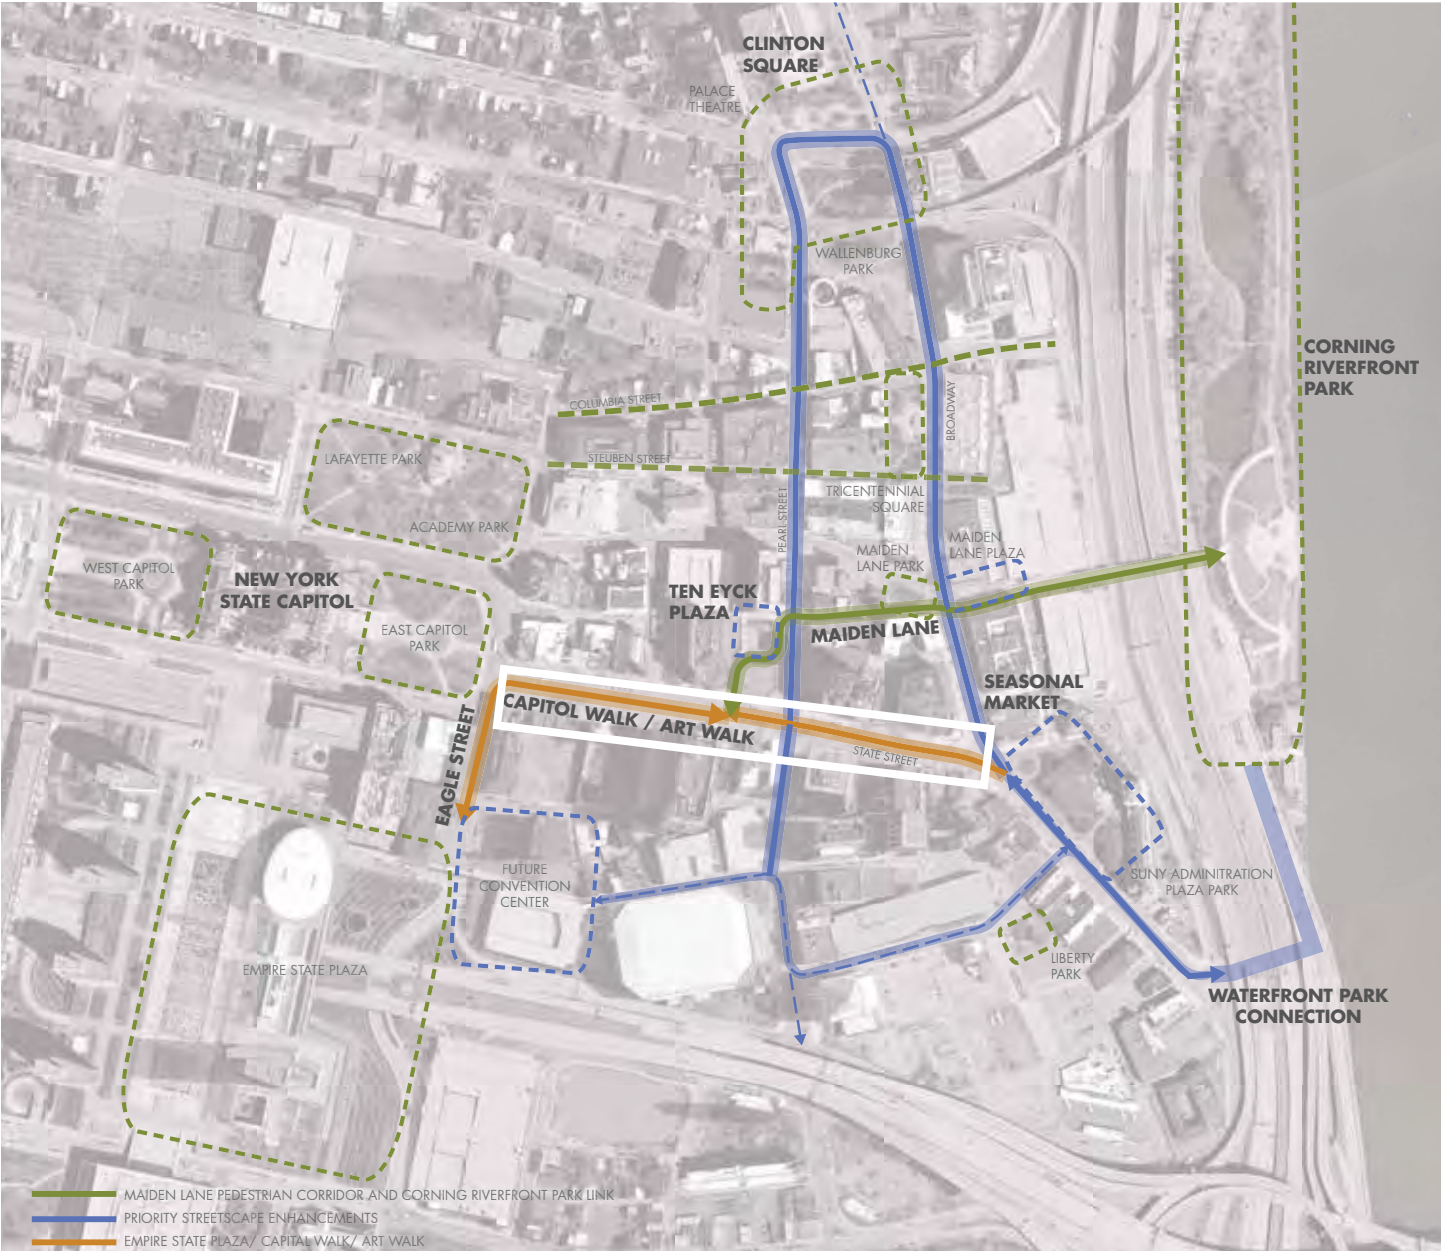 CLINTON
SQUARE
PALACE
THEATRE
WALLENBURG
PARK
CORNING
RIVERFRONT
PARK
COLUMBIA STREET
BROADWAY
LAFAYETTE PARK
STEUBEN STREET
TRICENTENNIAL
SQUARE
PEARL STREET
ACADEMY PARK
MAIDEN
LANE PLAZA
MAIDEN
LANE PARK
WEST CAPITOL
PARK
NEW YORK
STATE CAPITOL
TEN EYCK
PLAZA
EAST CAPITOL
PARK
MAIDEN LANE
SEASONAL
MARKET
CAPITOL WALK / ART WALK
STATE STREET
EAGLE STREET
FUTURE
CONVENTION
CENTER
SUNY ADMINITRATION
PLAZA PARK
EMPIRE STATE PLAZA
LIBERTY
PARK
WATERFRONT PARK
CONNECTION
MAIDEN LANE PEDESTRIAN CORRIDOR AND CORNING RIVERFRONT PARK LINK
PRIORITY STREETSCAPE ENHANCEMENTS
EMPIRE STATE PLAZA/ CAPITAL WALK/ ART WALK